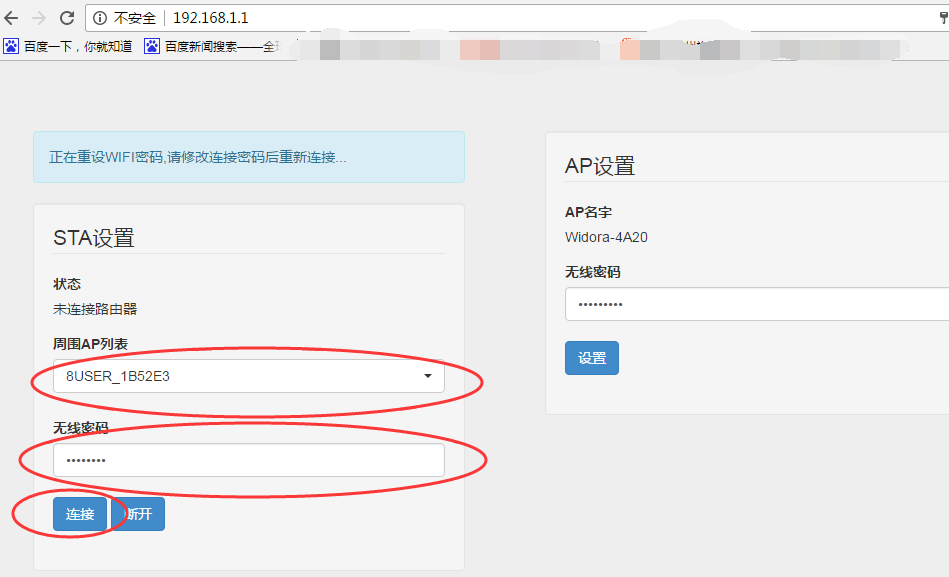 不安全 192.168.1.1
百度一下，你就知道 百度新闻搜索——全
正在重设WIFI密码,请修改连接密码后重新连接...
STA设置
状态
未连接路由器
周围AP列表
8USER_1B52E3
无线密码
••••••••
连接 断开
AP设置
AP名字
Widora-4A20
无线密码
•••••••••
设置